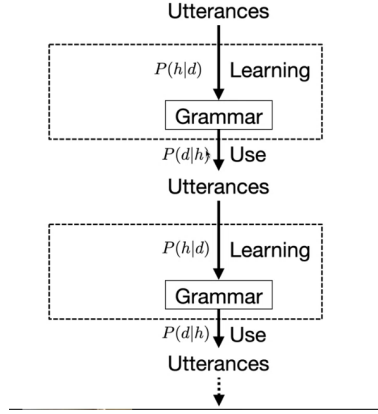 Utterances
P(h|d) Learning
Grammar
P(d|h) Use
Utterances
P(h|d) Learning
Grammar
P(d|h) Use
Utterances